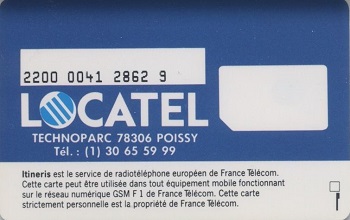 2200 0041 2862 9
LOCATEL
TECHNOPARC 78306 POISSY
Tél. : (1) 30 65 59 99
Itineris est le service de radiotéléphone européen de France Télécom.
Cette carte peut être utilisée dans tout équipement mobile fonctionnant
sur le réseau numérique GSM F 1 de France Télécom. Cette carte
strictement personnelle est la propriété de France Télécom.